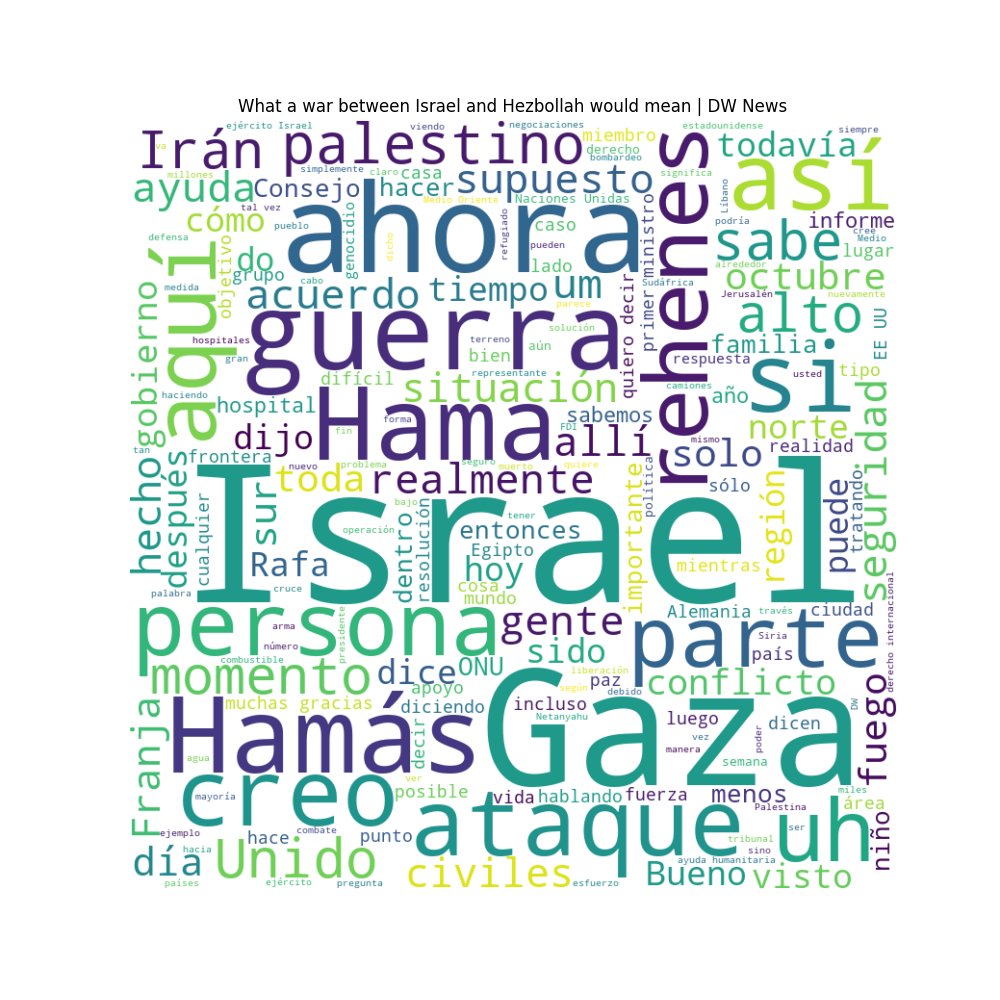 What a war between Israel and Hezbollah would mean | DW News
ejército Israel
viendo
negociaciones
estadounidense
siempre
Irán
palestino
miembro
derecho
todavía
va
simplemente
claro
casa
bombardeo
significa
así
millones
ayuda
Consejo
hacer
supuesto
rehenes
Líbano
tal vez
Medio Oriente
Naciones Unidas
ministro
podría
informe
cómo
pueblo
genocidio
ahora
refugiado
caso
sabe
cree
defensa
aquí
objetivo
dicho
pueden
Medio
lugar
do
grupo
cabo
lado
primer
Sudáfrica
alrededor
octubre
medida
acuerdo
tiempo
um
quiero decir
Jerusalén
nuevamente
gobierno
guerra
parece
alto
EE UU
hospitales
terreno
solución
aún
familia
gran
representante
bien
respuesta
si
usted
tipo
haciendo
difícil
situación
camiones
año
hospital
forma
Hama
sabemos
norte
seguridad
tan
dijo
fin
FDI
allí
mismo
realidad
hecho
después
frontera
nuevo
problema
seguro
muerto
quiere
política
solo
toda
realmente
sólo
región
puede
tratando
cualquier
sur
Israel
dentro
bajo
resolución
tener
importante
operación
entonces
Rafa
Egipto
hoy
mientras
palabra
cruce
cosa
mundo
Alemania
través
ciudad
derecho internacional
persona
arma
presidente
gente
parte
Siria
número
sido
país
combustible
momento
dice
ONU
liberación
paz
conflicto
apoyo
según
debido
Franja
muchas gracias
diciendo
incluso
DW
fuego
Hamás
decir
Gaza
Netanyahu
luego
vez
poder
dicen
agua
manera
semana
creo
ver
mayoría
posible
vida
hablando
fuerza
menos
Palestina
miles
área
ejemplo
hace
combate
punto
ataque
tribunal
ser
uh
niño
hacia
día
Unido
sino
ayuda humanitaria
países
ejército
pregunta
civiles
esfuerzo
Bueno
visto